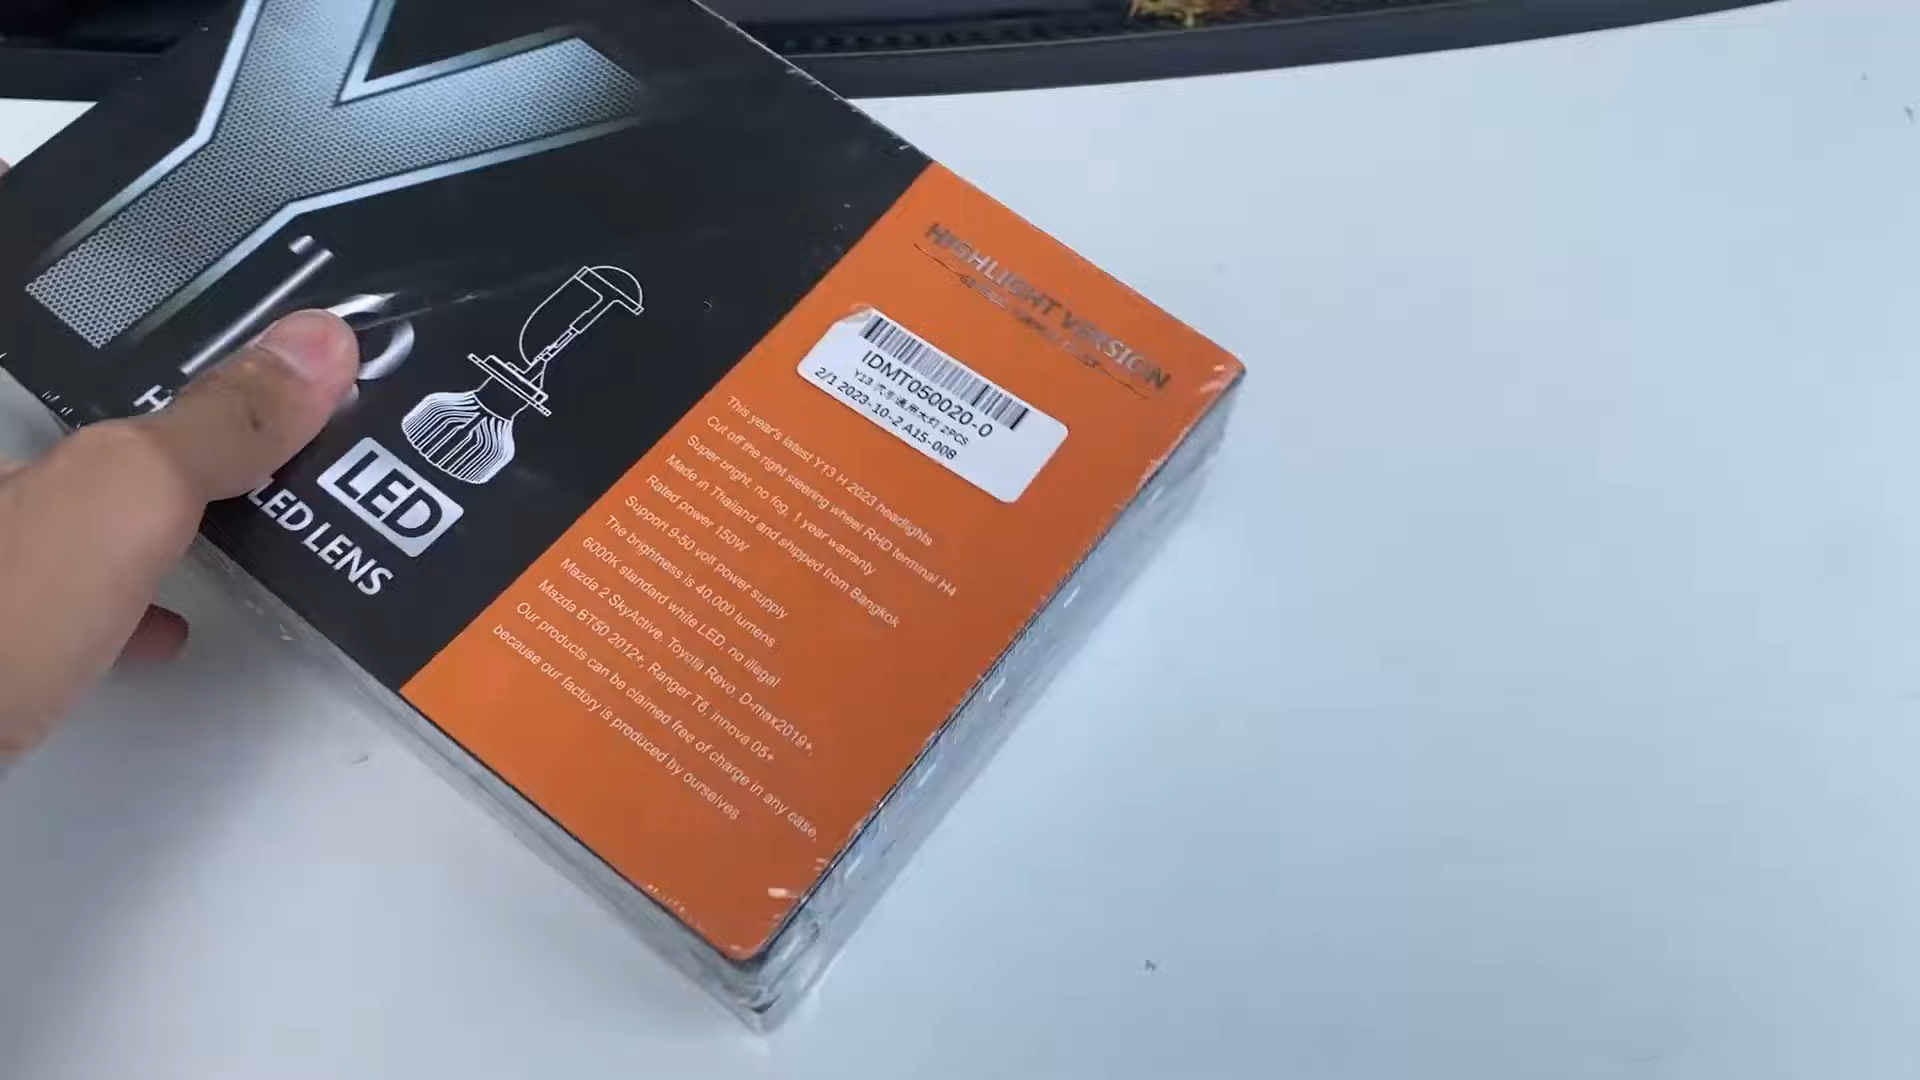 Y
LED
LED LENS
HIGHLIGHT VERSION
IDMT050020-0
Y13 汽车通用大灯 2PCS
2/1 2023-10-2 A15-008
This year's latest Y13 H 2023 headlights
Cut off the right steering wheel RHD terminal H4
Super bright, no fog, 1 year warranty
Made in Thailand and shipped from Bangkok
Rated power 150W
Support 9-50 volt power supply
The brightness is 40,000 lumens
6000K standard while LED, no illegal
Mazda 2 SkyActive, Toyota Revo, D-max2019+,
Mazda BT50 2012+, Ranger T6, innova 05+
Our products can be claimed free of charge in any case,
because our factory is produced by ourselves